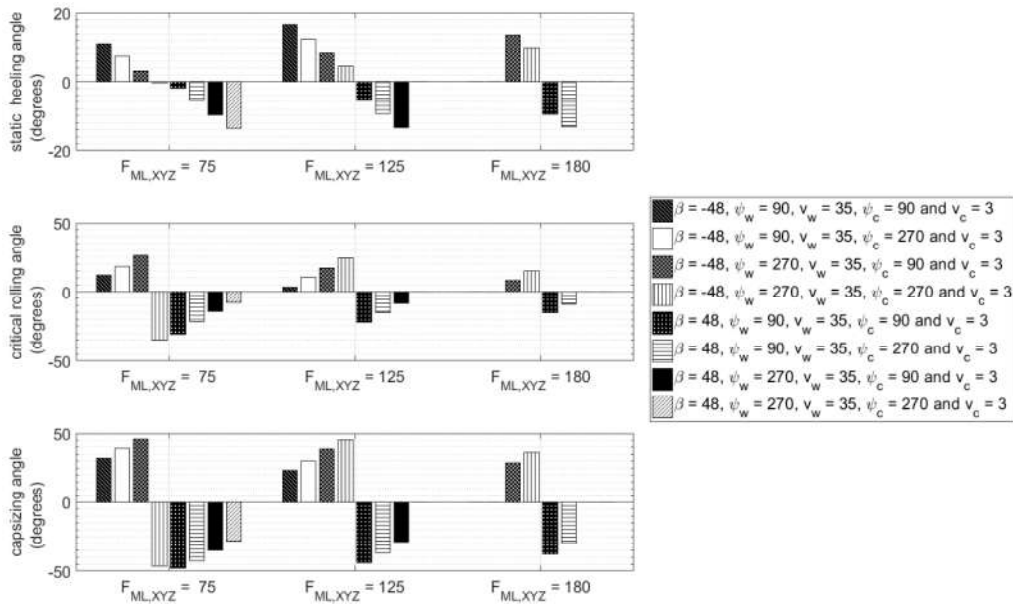 static heeling angle
(degrees)
20
10
0
-10
-20
F_ML,XYZ = 75
F_ML,XYZ = 125
F_ML,XYZ = 180
critical rolling angle
(degrees)
50
0
-50
F_ML,XYZ = 75
F_ML,XYZ = 125
F_ML,XYZ = 180
capsizing angle
(degrees)
50
0
-50
F_ML,XYZ = 75
F_ML,XYZ = 125
F_ML,XYZ = 180
β = -48, ψ_w = 90, v_w = 35, ψ_c = 90 and v_c = 3
β = -48, ψ_w = 90, v_w = 35, ψ_c = 270 and v_c = 3
β = -48, ψ_w = 270, v_w = 35, ψ_c = 90 and v_c = 3
β = -48, ψ_w = 270, v_w = 35, ψ_c = 270 and v_c = 3
β = 48, ψ_w = 90, v_w = 35, ψ_c = 90 and v_c = 3
β = 48, ψ_w = 90, v_w = 35, ψ_c = 270 and v_c = 3
β = 48, ψ_w = 270, v_w = 35, ψ_c = 90 and v_c = 3
β = 48, ψ_w = 270, v_w = 35, ψ_c = 270 and v_c = 3